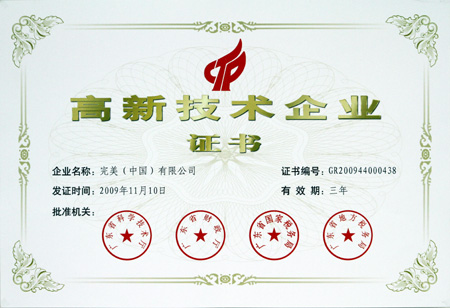 高新技术企业
证书
企业名称：完美（中国）有限公司
证书编号：GR200944000438
发证时间：2009年11月10日
有 效 期：三年
批准机关：
广东省科学技术厅
广东省财政厅
广东省国家税务局
广东省地方税务局